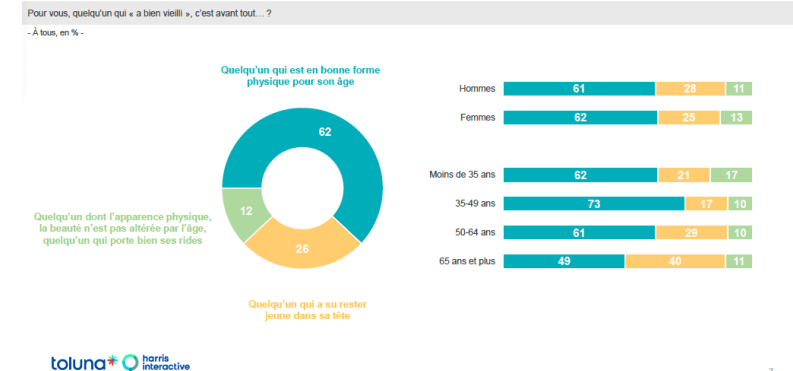 Pour vous, quelqu'un qui « a bien vieilli », c'est avant tout… ?
- À tous, en % -
Quelqu'un qui est en bonne forme
physique pour son âge
62
12
26
Quelqu'un dont l'apparence physique,
la beauté n'est pas altérée par l'âge,
quelqu'un qui porte bien ses rides
Quelqu'un qui a su rester
jeune dans sa tête
Hommes 61 28 11
Femmes 62 25 13
Moins de 35 ans 62 21 17
35-49 ans 73 17 10
50-64 ans 61 29 10
65 ans et plus 49 40 11
toluna* harris
interactive